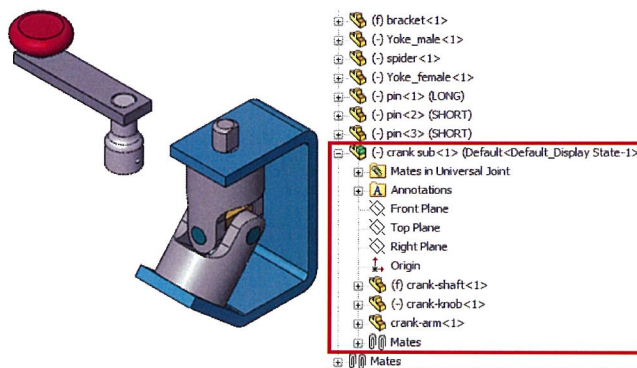 (f) bracket<1>
(-) Yoke_male<1>
(-) spider<1>
(-) Yoke_female<1>
(-) pin<1> (LONG)
(-) pin<2> (SHORT)
(-) pin<3> (SHORT)
(-) crank sub<1> (Default<Default_Display State-1>
Mates in Universal Joint
A Annotations
Front Plane
Top Plane
Right Plane
Origin
(f) crank-shaft<1>
(-) crank-knob<1>
crank-arm<1>
Mates
Mates